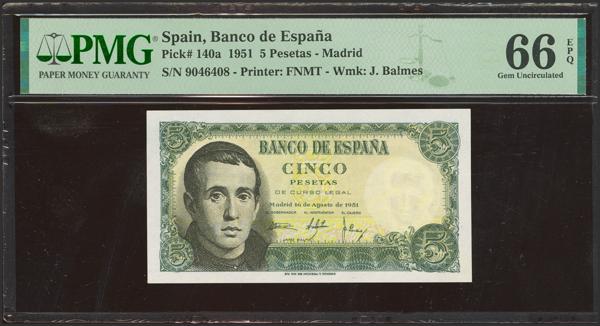 PMG®
PAPER MONEY GUARANTY
Spain, Banco de España
Pick# 140a 1951 5 Pesetas - Madrid
S/N 9046408 - Printer: FNMT - Wmk: J. Balmes
66 EPQ
Gem Uncirculated
5 5
BANCO DE ESPAÑA
CINCO
PESETAS
DE CURSO LEGAL
Madrid 16 de Agosto de 1951
EL GOBERNADOR EL INTERVENTOR EL CAJERO
5 5